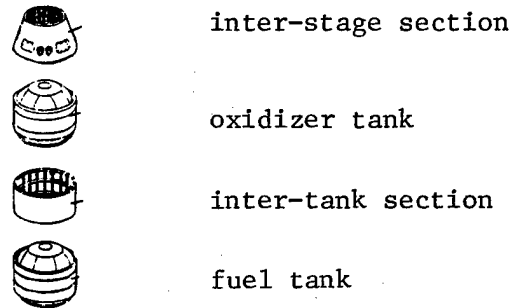 inter-stage section
oxidizer tank
inter-tank section
fuel tank